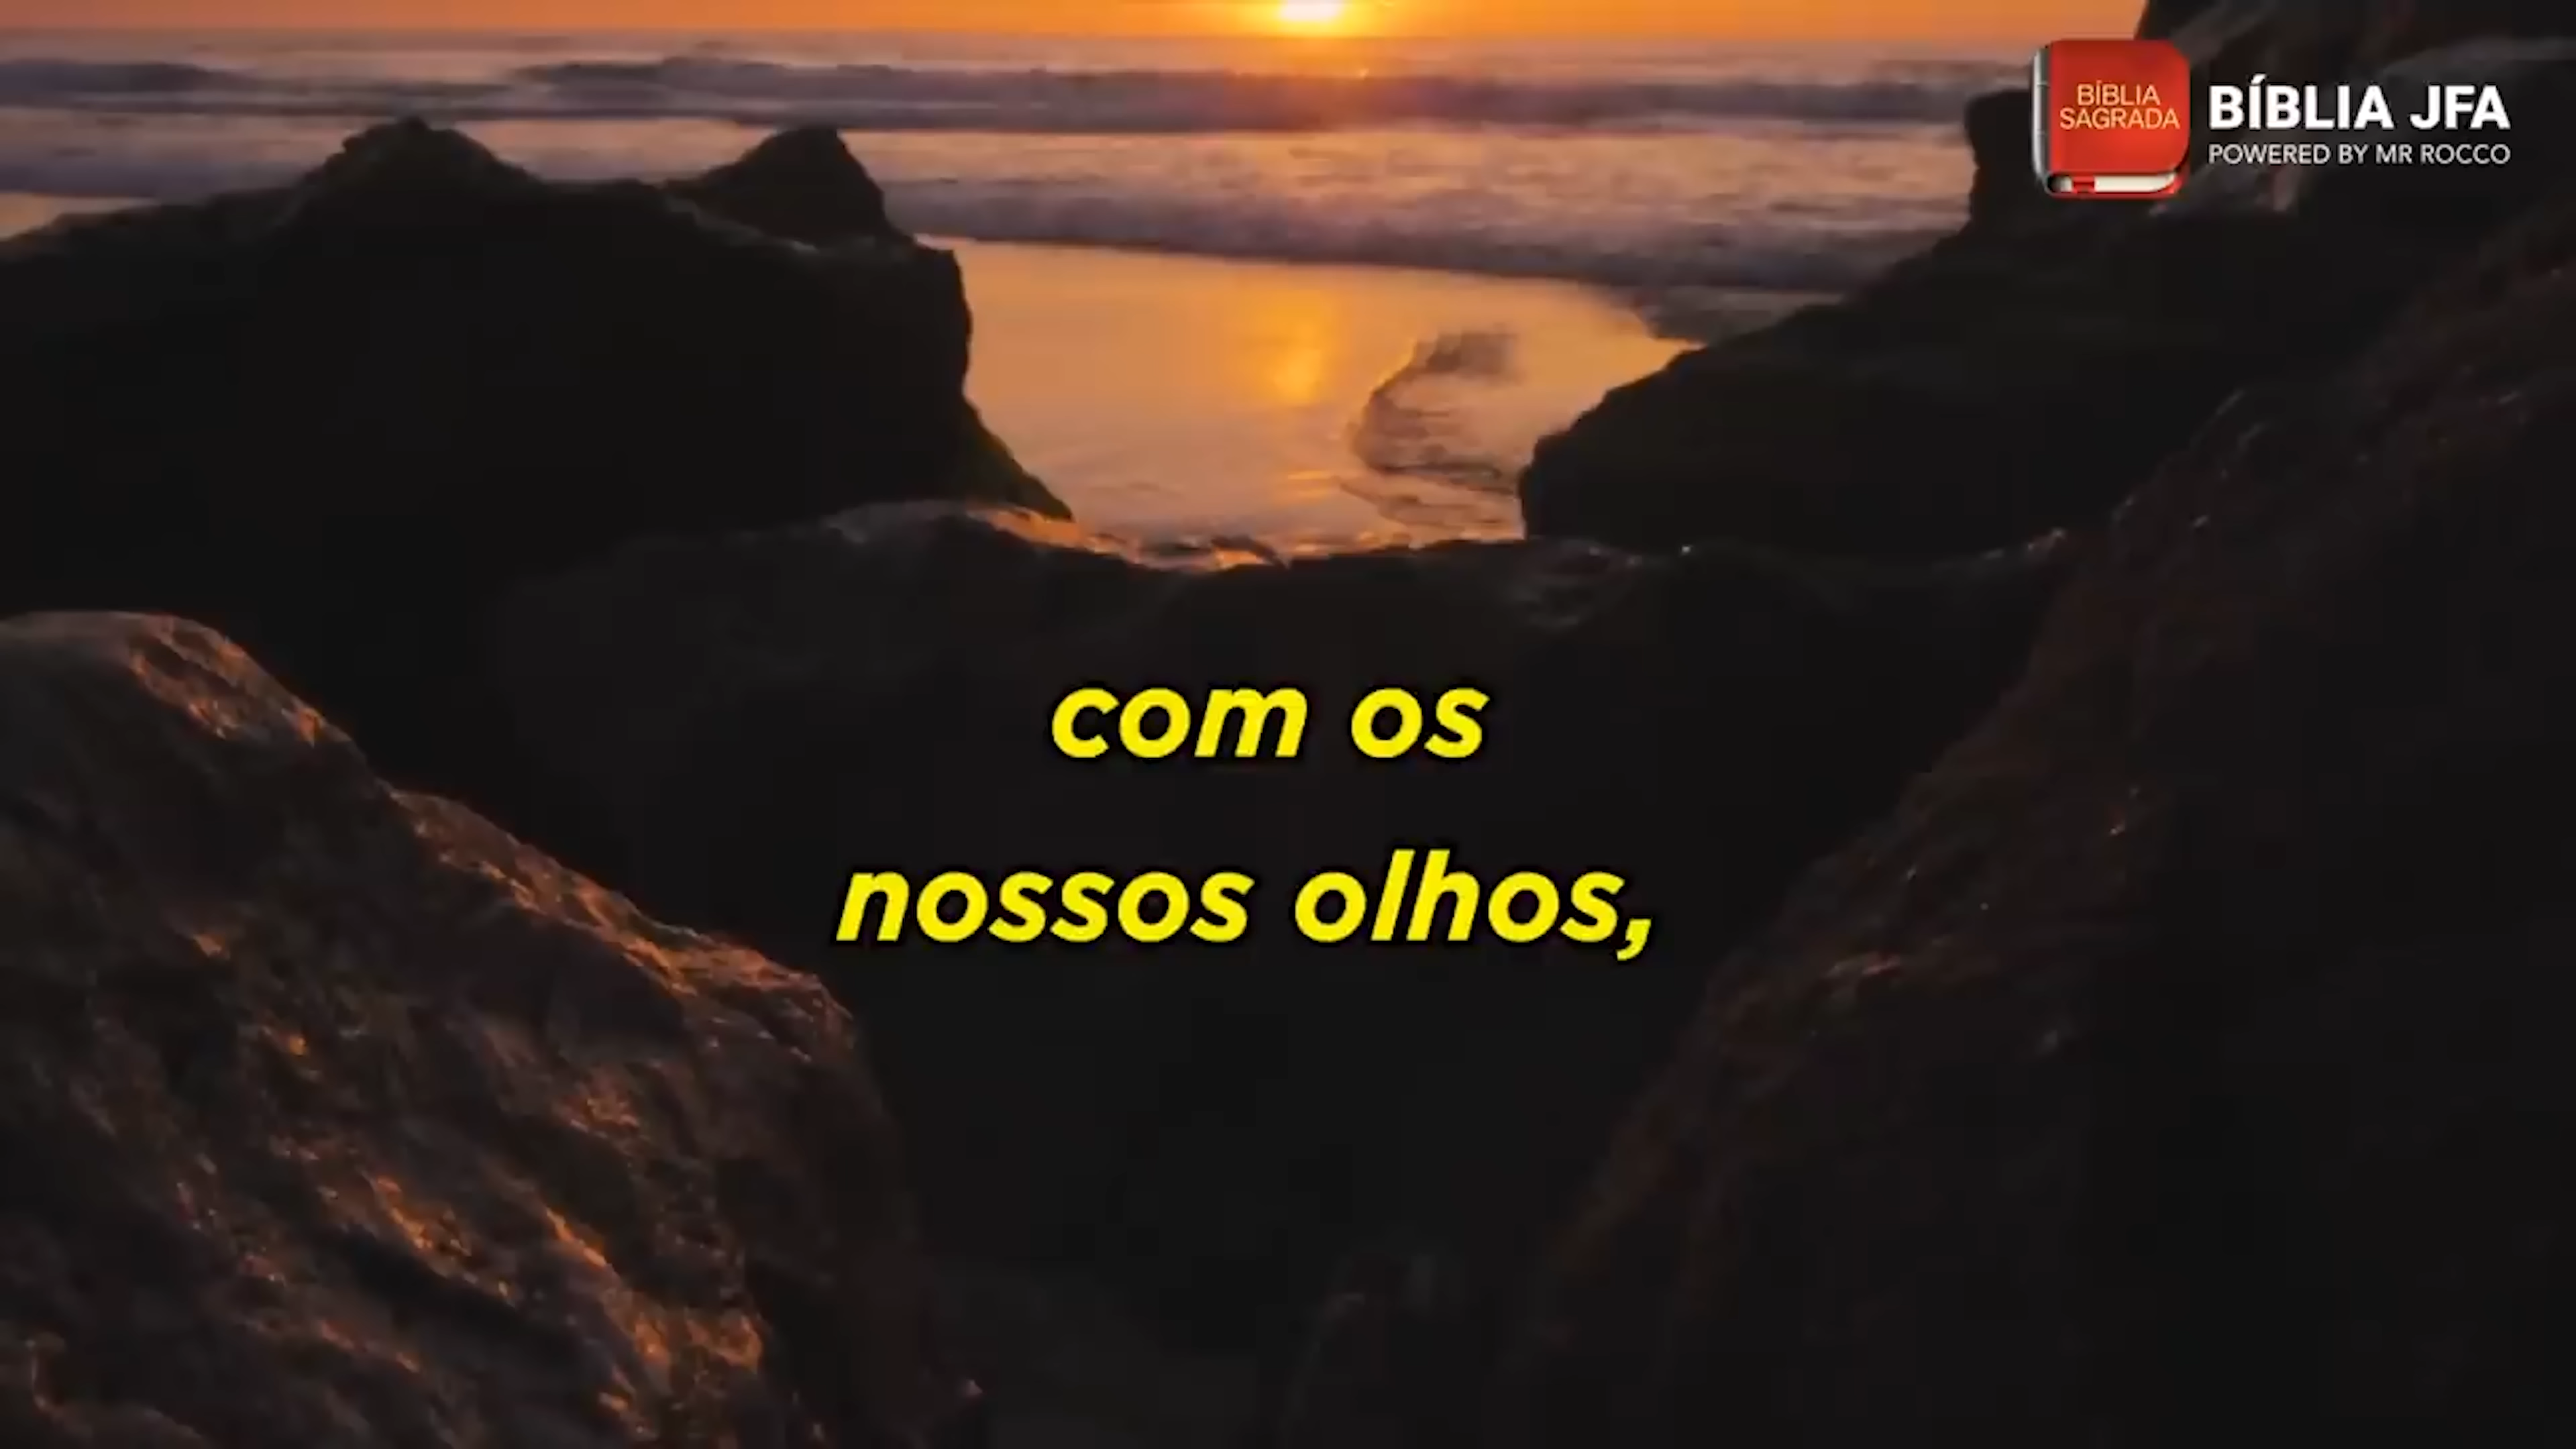 BÍBLIA
SAGRADA
BÍBLIA JFA
POWERED BY MR ROCCO
com os
nossos olhos,